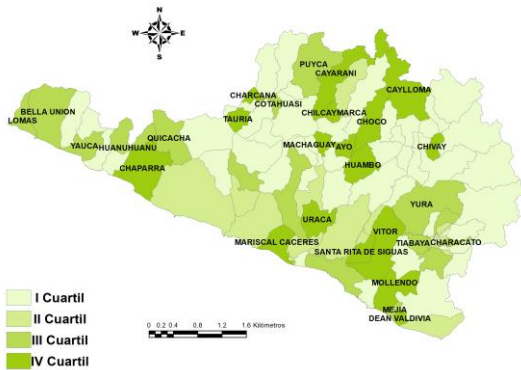 N
W E
S
PUYCA
CAYARANI
CAYLLOMA
BELLA UNION
LOMAS
CHARCANA
COTAHUASI
TAURIA
CHILCAYMARCA
CHOCO
QUICACHA
YAUCA
HUANUHUANU
MACHAGUAY
AYO
CHIVAY
CHAPARRA
HUAMBO
YURA
URACA
VITOR
MARISCAL CACERES
TIABAYA
CHARACATO
SANTA RITA DE SIGUAS
MOLLENDO
MEJIA
DEAN VALDIVIA
I Cuartil
II Cuartil
III Cuartil
IV Cuartil
0 0.2 0.4 0.8 1.2 1.6 Kilómetros